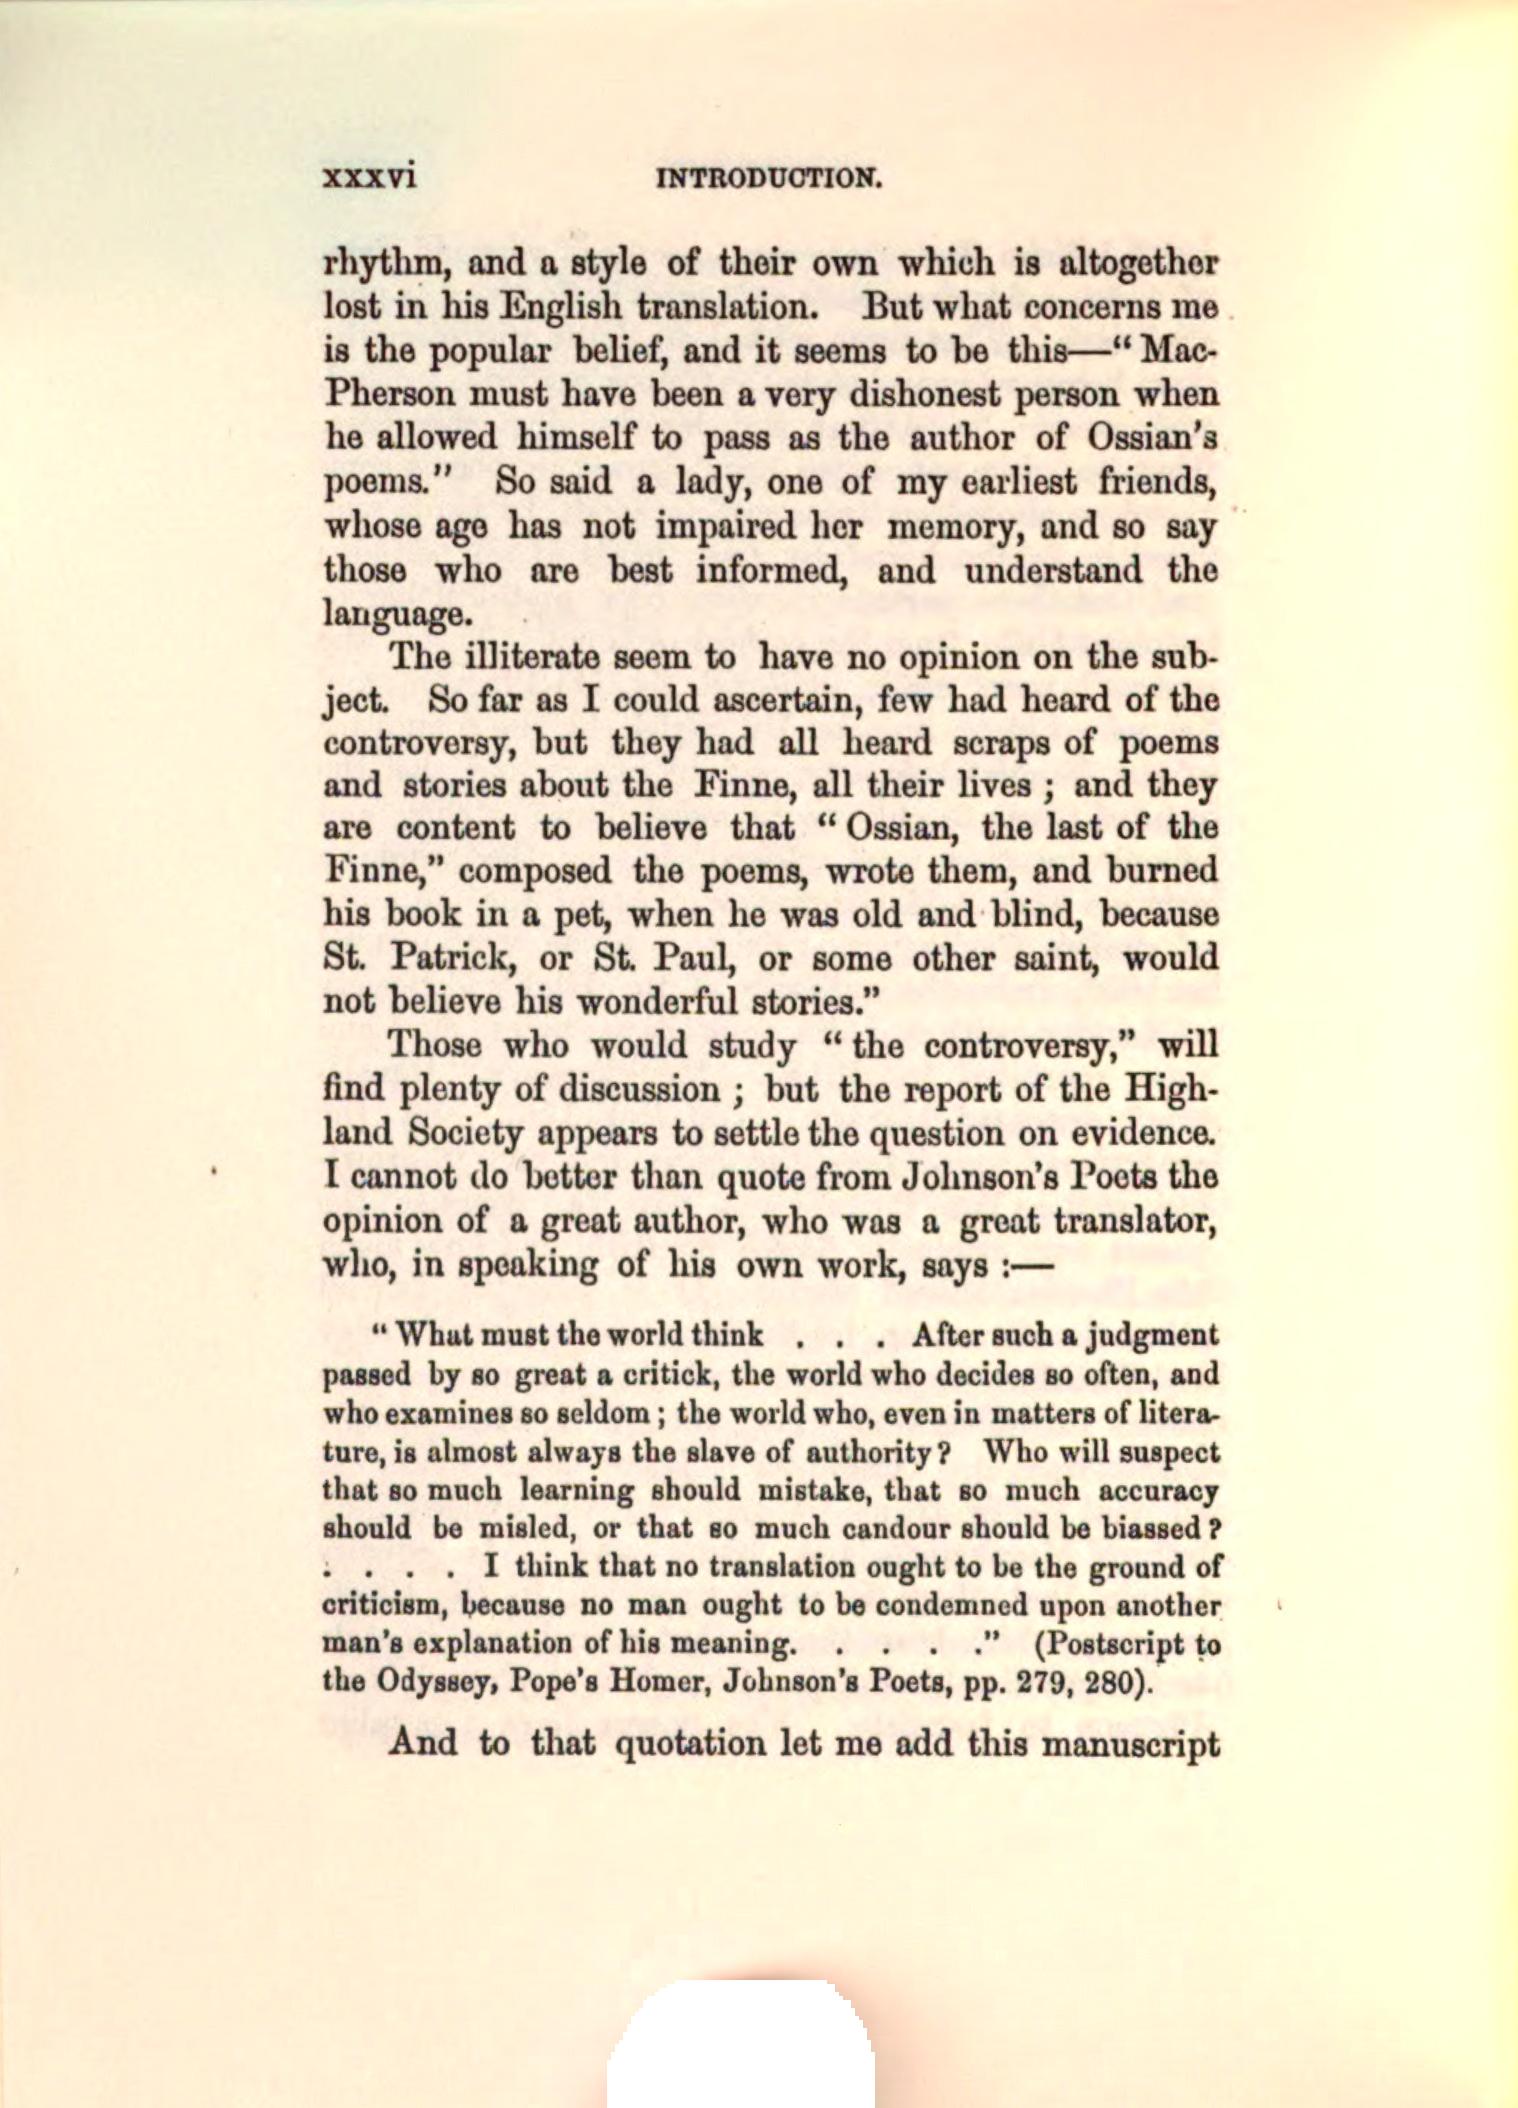 xxxvi INTRODUCTION.
rhythm, and a style of their own which is altogether
lost in his English translation. But what concerns me
is the popular belief, and it seems to be this—“ Mac-
Pherson must have been a very dishonest person when
he allowed himself to pass as the author of Ossian’s
poems.” So said a lady, one of my earliest friends,
whose age has not impaired her memory, and so say
those who are best informed, and understand the
language.
The illiterate seem to have no opinion on the sub-
ject. So far as I could ascertain, few had heard of the
controversy, but they had all heard scraps of poems
and stories about the Finne, all their lives ; and they
are content to believe that “ Ossian, the last of the
Finne,” composed the poems, wrote them, and burned
his book in a pet, when he was old and blind, because
St. Patrick, or St. Paul, or some other saint, would
not believe his wonderful stories.”
Those who would study “ the controversy,” will
find plenty of discussion ; but the report of the High-
land Society appears to settle the question on evidence.
I cannot do better than quote from Johnson’s Poets the
opinion of a great author, who was a great translator,
who, in speaking of his own work, says :—
“ What must the world think . . . After such a judgment
passed by so great a critick, the world who decides so often, and
who examines so seldom ; the world who, even in matters of litera-
ture, is almost always the slave of authority ? Who will suspect
that so much learning should mistake, that so much accuracy
should be misled, or that so much candour should be biassed ?
. . . . I think that no translation ought to be the ground of
criticism, because no man ought to be condemned upon another
man’s explanation of his meaning. . . . .” (Postscript to
the Odyssey, Pope’s Homer, Johnson’s Poets, pp. 279, 280).
And to that quotation let me add this manuscript